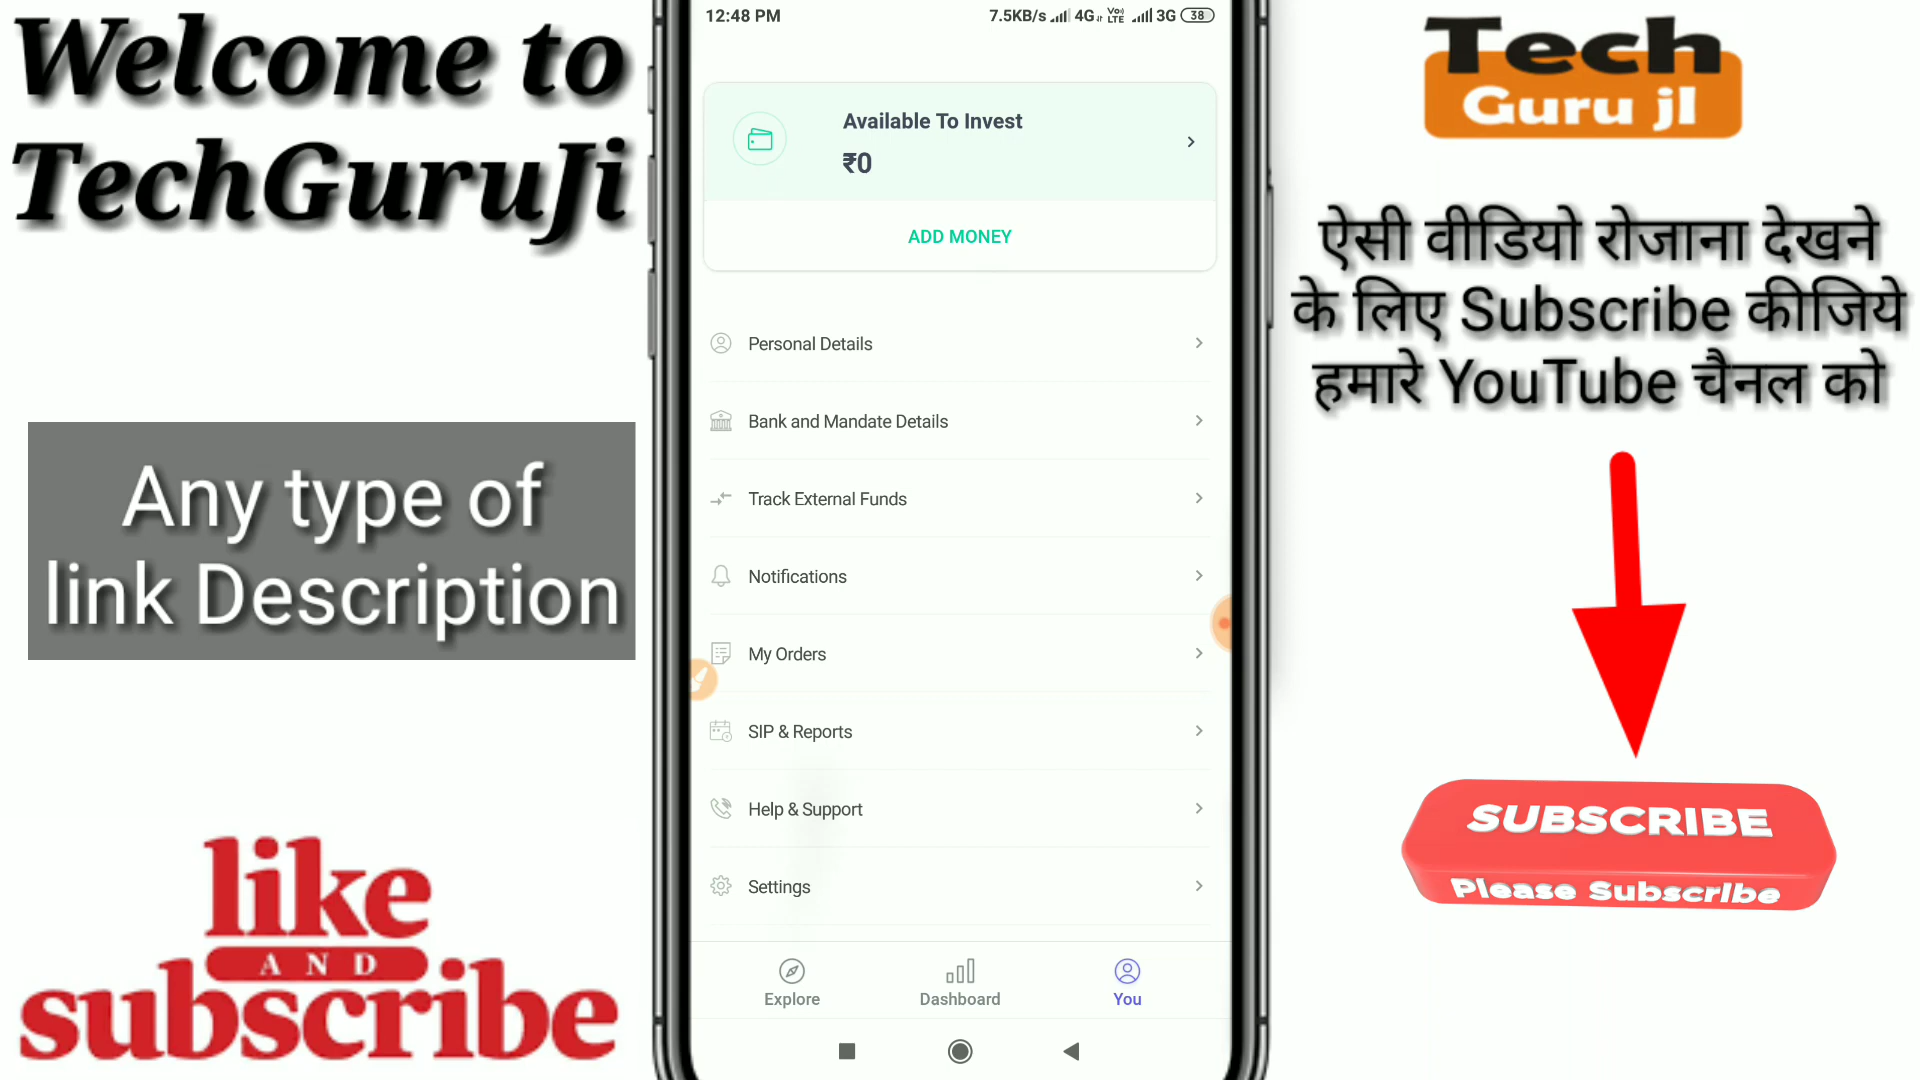 Welcome to
TechGuruJi
Any type of
link Description
like
AND
subscribe
12:48 PM
7.5KB/s 4G Vo) LTE 3G 38
Available To Invest
₹0
ADD MONEY
Personal Details
Bank and Mandate Details
Track External Funds
Notifications
My Orders
SIP & Reports
Help & Support
Settings
Explore
Dashboard
You
Tech
Guru jI
ऐसी वीडियो रोजाना देखने
के लिए Subscribe कीजिये
हमारे YouTube चैनल को
SUBSCRIBE
Please Subscribe